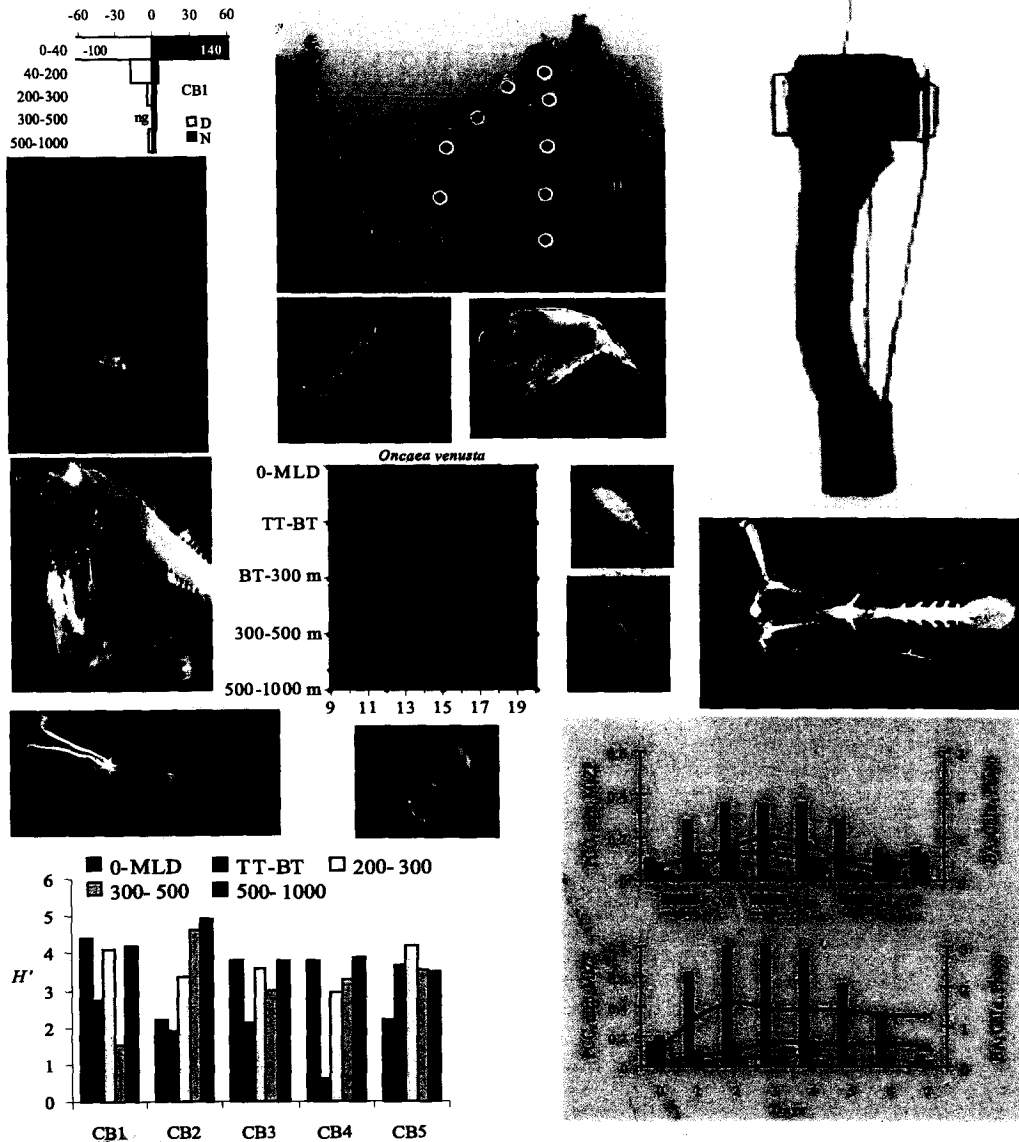 -60 -30 0 30 60
0-40 -100 140
40-200
200-300 CB1
300-500 ng D
500-1000 N
Oncaea venusta
0-MLD
TT-BT
BT-300 m
300-500 m
500-1000 m
9 11 13 15 17 19
0-MLD TT-BT 200-300
300-500 500-1000
6
5
4
H'
3
2
1
0
CB1 CB2 CB3 CB4 CB5